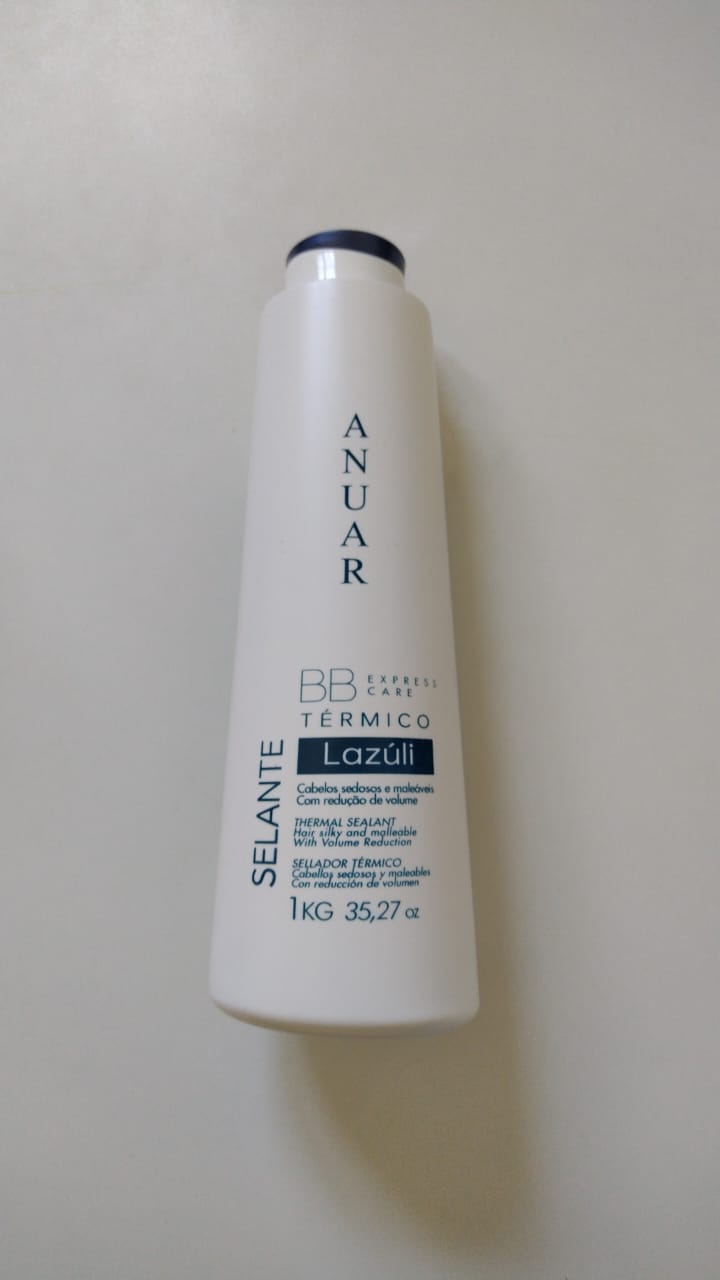 ANUAR
BB EXPRESS
CARE
TÉRMICO
Lazúli
SELANTE
Cabelos sedosos e maleáveis
Com redução de volume
THERMAL SEALANT
Hair silky and malleable
With Volume Reduction
SELLADOR TÉRMICO
Cabellos sedosos y maleables
Con reducción de volumen
1KG 35,27 oz